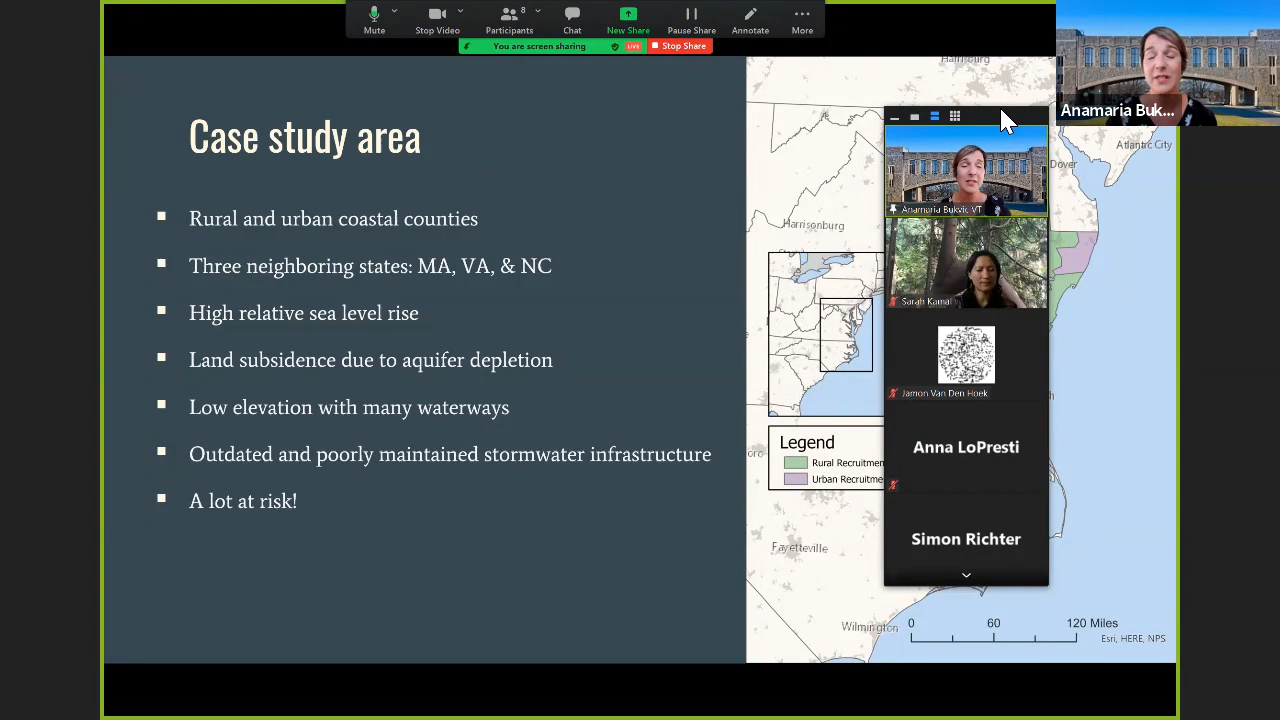 Mute
Stop Video
8
Participants
Chat
New Share
Pause Share
Annotate
More
You are screen sharing
LIVE
Stop Share
Anamaria Buk...
Case study area
Rural and urban coastal counties
Three neighboring states: MA, VA, & NC
High relative sea level rise
Land subsidence due to aquifer depletion
Low elevation with many waterways
Outdated and poorly maintained stormwater infrastructure
A lot at risk!
Harrisburg
Atlantic City
Dover
Harrisonburg
Anamaria Bukvic VT
Sarah Kamal
Jamon Van Den Hoek
Anna LoPresti
Simon Richter
Legend
Rural Recruitmen
Urban Recruitme
Fayetteville
Wilmington
0 60 120 Miles
Esri, HERE, NPS